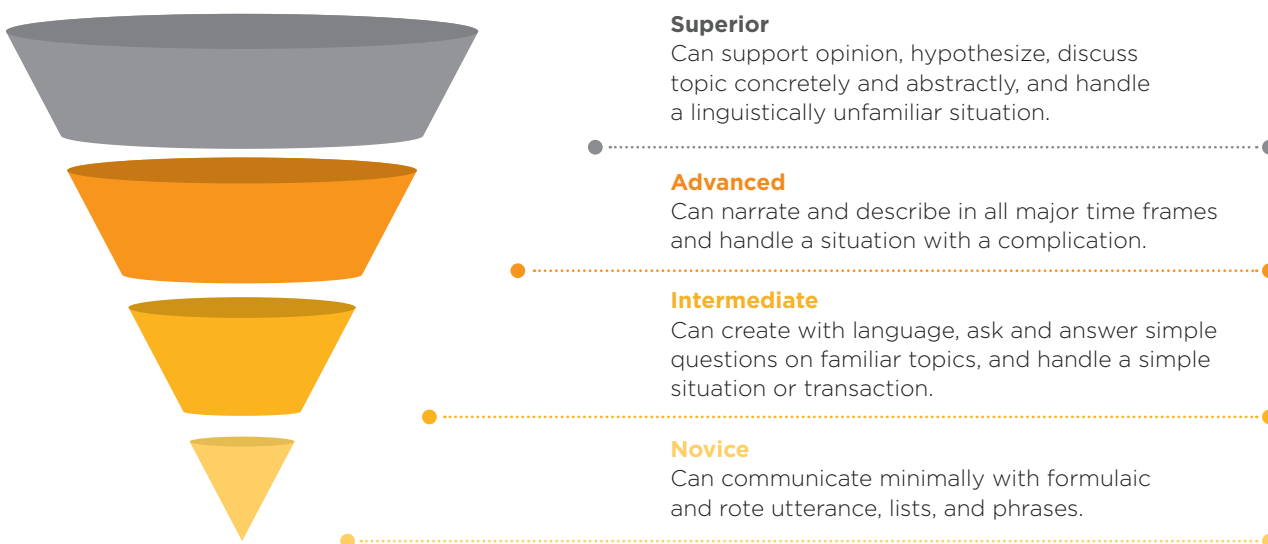 Superior
Can support opinion, hypothesize, discuss
topic concretely and abstractly, and handle
a linguistically unfamiliar situation.
Advanced
Can narrate and describe in all major time frames
and handle a situation with a complication.
Intermediate
Can create with language, ask and answer simple
questions on familiar topics, and handle a simple
situation or transaction.
Novice
Can communicate minimally with formulaic
and rote utterance, lists, and phrases.